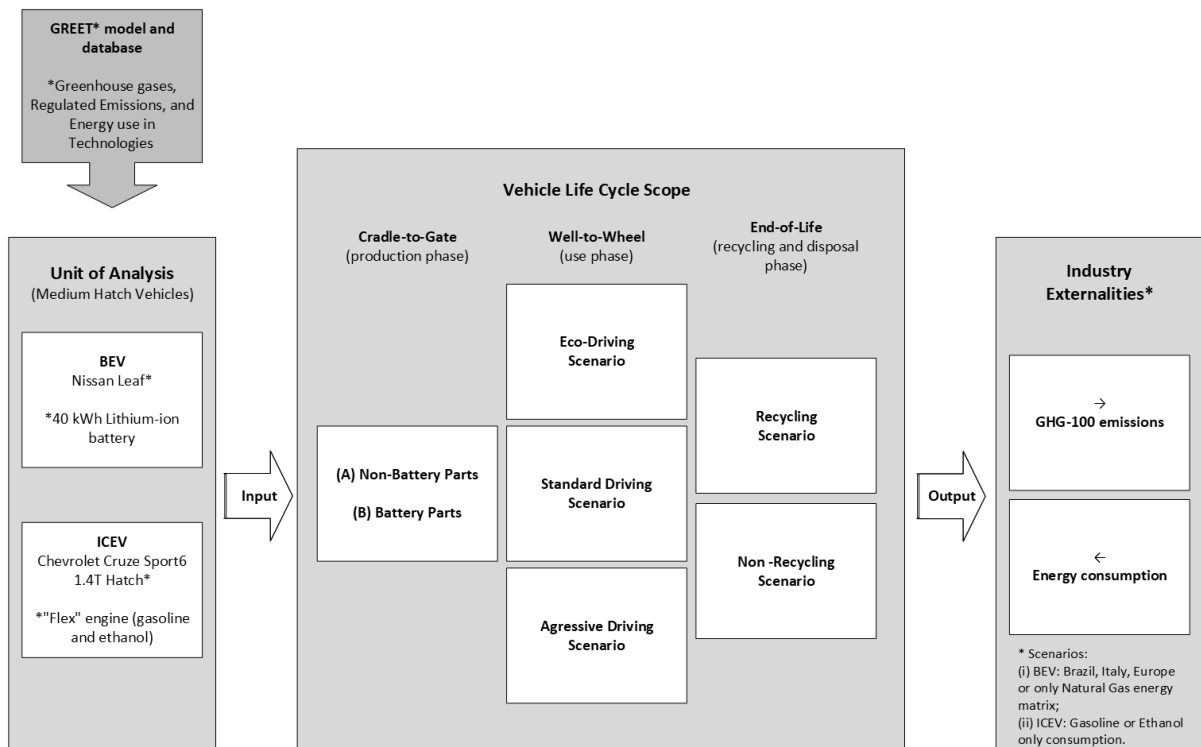 GREET* model and
database
*Greenhouse gases,
Regulated Emissions, and
Energy use in
Technologies
Unit of Analysis
(Medium Hatch Vehicles)
BEV
Nissan Leaf*
*40 kWh Lithium-ion
battery
ICEV
Chevrolet Cruze Sport6
1.4T Hatch*
*"Flex" engine (gasoline
and ethanol)
Input
Vehicle Life Cycle Scope
Cradle-to-Gate
(production phase)
(A) Non-Battery Parts
(B) Battery Parts
Well-to-Wheel
(use phase)
Eco-Driving
Scenario
Standard Driving
Scenario
Agressive Driving
Scenario
End-of-Life
(recycling and disposal
phase)
Recycling
Scenario
Non -Recycling
Scenario
Output
Industry
Externalities*
→
GHG-100 emissions
←
Energy consumption
* Scenarios:
(i) BEV: Brazil, Italy, Europe
or only Natural Gas energy
matrix;
(ii) ICEV: Gasoline or Ethanol
only consumption.